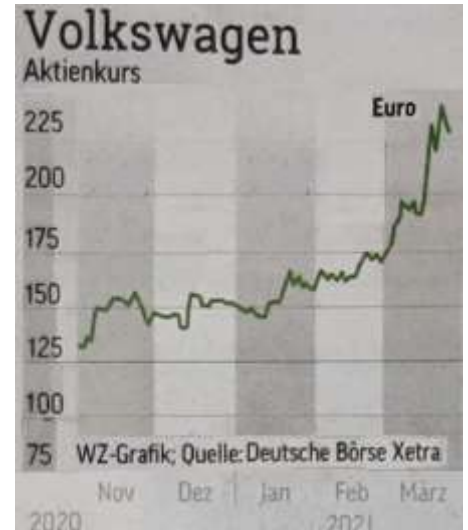 Volkswagen
Aktienkurs
Euro
225
200
175
150
125
100
75
WZ-Grafik; Quelle: Deutsche Börse Xetra
Nov Dez Jan Feb März
2020 2021